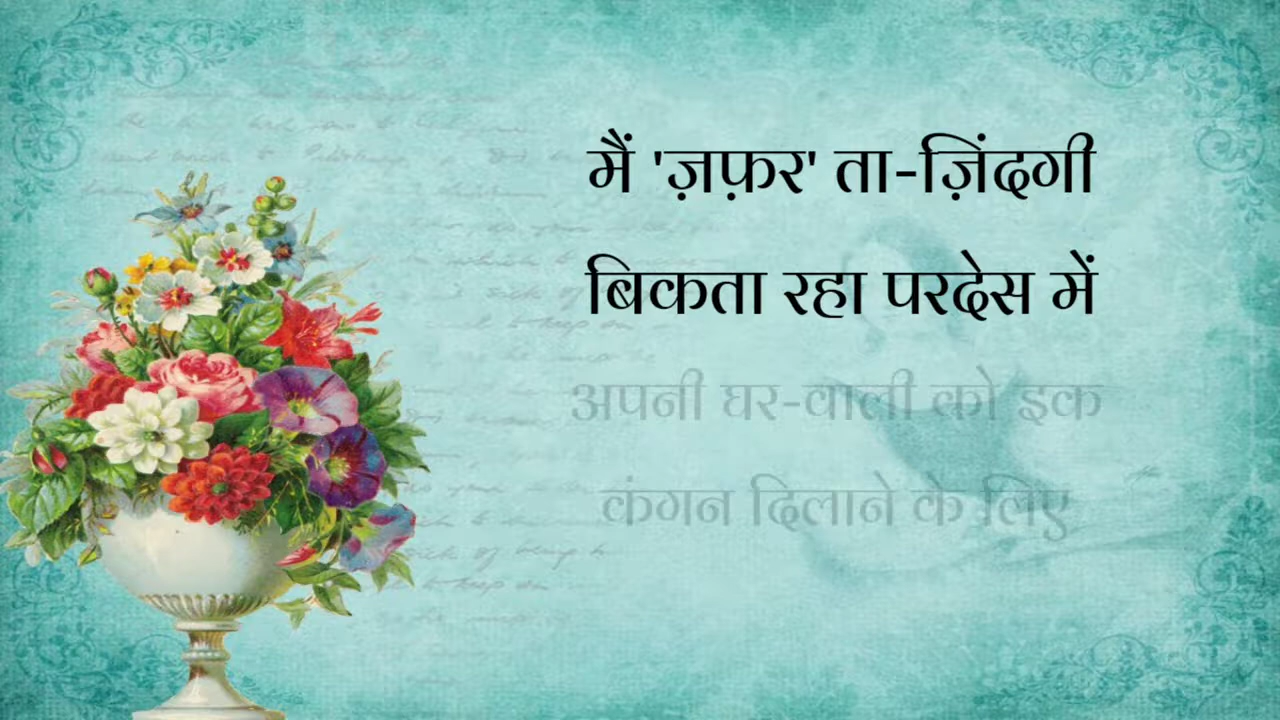 मैं 'ज़फ़र' ता-ज़िंदगी
बिकता रहा परदेस में
अपनी घर-वाली को इक
कंगन दिलाने के लिए